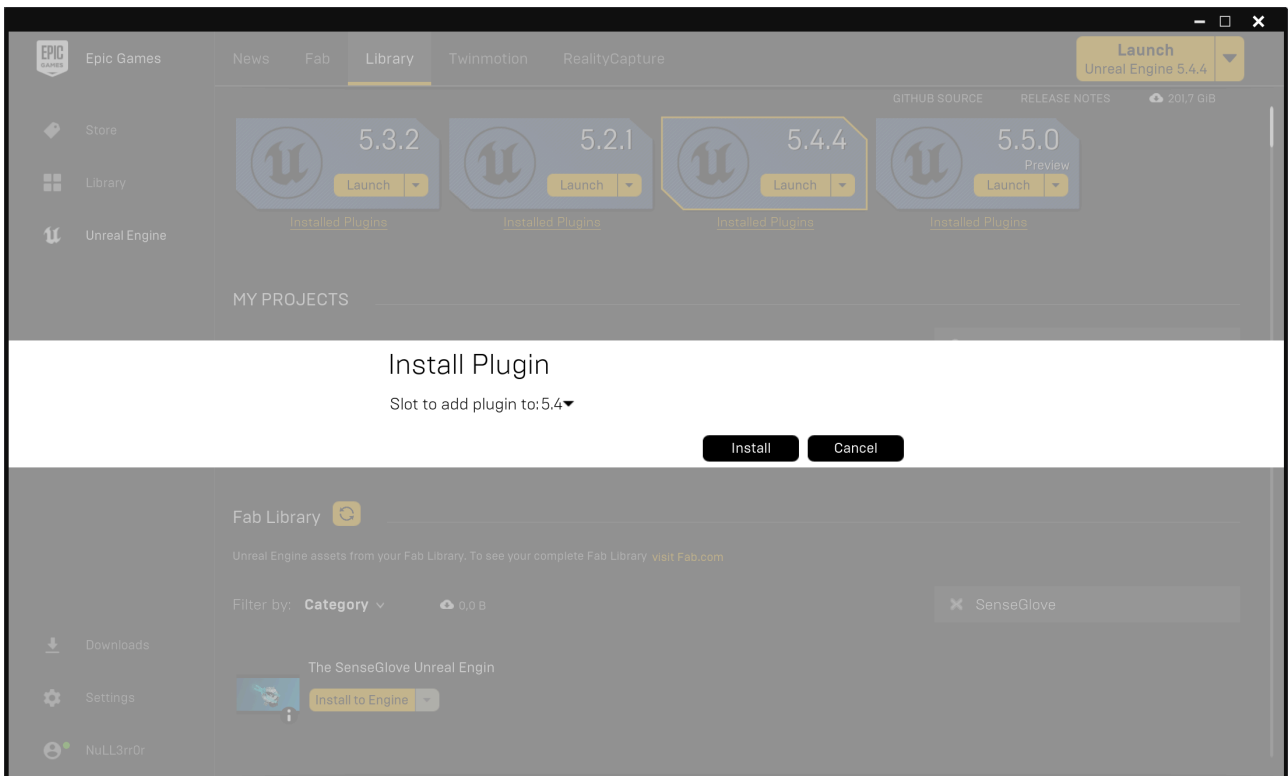 EPIC GAMES
Epic Games
News Fab Library Twinmotion RealityCapture
Launch
Unreal Engine 5.4.4
GITHUB SOURCE RELEASE NOTES 201,7 GiB
Store
Library
Unreal Engine
5.3.2 5.2.1 5.4.4 5.5.0
Preview
Launch Launch Launch Launch
Installed Plugins Installed Plugins Installed Plugins Installed Plugins
MY PROJECTS
Install Plugin
Slot to add plugin to: 5.4
Install Cancel
Fab Library
Unreal Engine assets from your Fab Library. To see your complete Fab Library visit Fab.com
Filter by: Category 0,0 B SenseGlove
The SenseGlove Unreal Engin
Install to Engine
Downloads
Settings
NuLL3rr0r